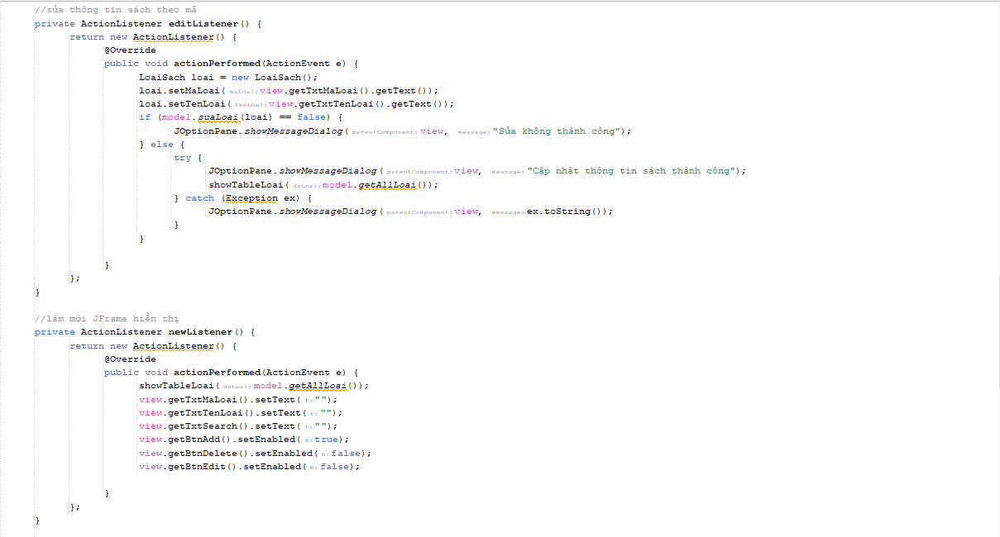 //sửa thông tin sách theo mã
private ActionListener editListener() {
return new ActionListener() {
@Override
public void actionPerformed(ActionEvent e) {
LoaiSach loai = new LoaiSach();
loai.setMaLoai( maLoai: view.getTxtMaLoai().getText());
loai.setTenLoai( tenLoai: view.getTxtTenLoai().getText());
if (model.suaLoai(loai) == false) {
JOptionPane.showMessageDialog( parentComponent: view, message: "Sửa không thành công");
} else {
try {
JOptionPane.showMessageDialog( parentComponent: view, message: "Cập nhật thông tin sách thành công");
showTableLoai( dsLoai: model.getAllLoai());
} catch (Exception ex) {
JOptionPane.showMessageDialog( parentComponent: view, message: ex.toString());
}
}
}
};
}
//làm mới JFrame hiển thị
private ActionListener newListener() {
return new ActionListener() {
@Override
public void actionPerformed(ActionEvent e) {
showTableLoai( dsLoai: model.getAllLoai());
view.getTxtMaLoai().setText( t: "");
view.getTxtTenLoai().setText( t: "");
view.getTxtSearch().setText( t: "");
view.getBtnAdd().setEnabled( b: true);
view.getBtnDelete().setEnabled( b: false);
view.getBtnEdit().setEnabled( b: false);
}
};
}